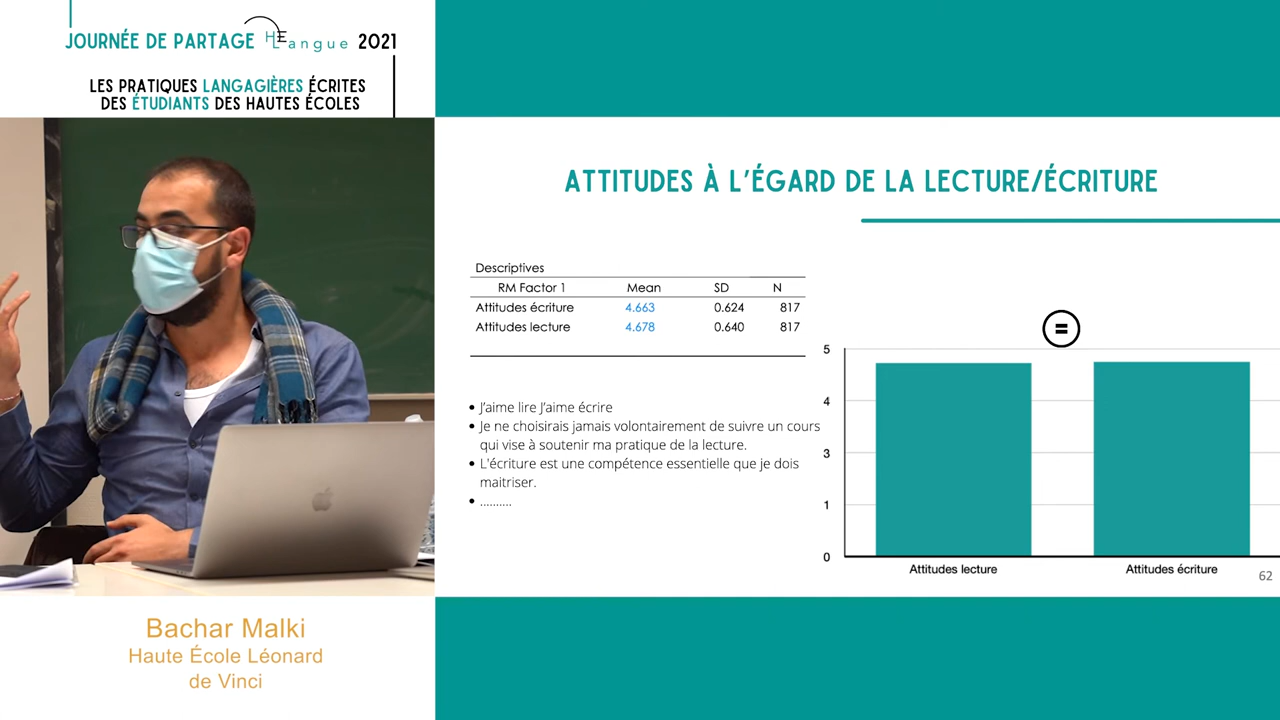 JOURNÉE DE PARTAGE HELangue 2021
LES PRATIQUES LANGAGIÈRES ÉCRITES
DES ÉTUDIANTS DES HAUTES ÉCOLES
ATTITUDES À L'ÉGARD DE LA LECTURE/ÉCRITURE
Descriptives
RM Factor 1 Mean SD N
Attitudes écriture 4.663 0.624 817
Attitudes lecture 4.678 0.640 817
• J'aime lire J'aime écrire
• Je ne choisirais jamais volontairement de suivre un cours
qui vise à soutenir ma pratique de la lecture.
• L'écriture est une compétence essentielle que je dois
maitriser.
• ..........
=
5
4
3
1
0
Attitudes lecture Attitudes écriture
62
Bachar Malki
Haute École Léonard
de Vinci